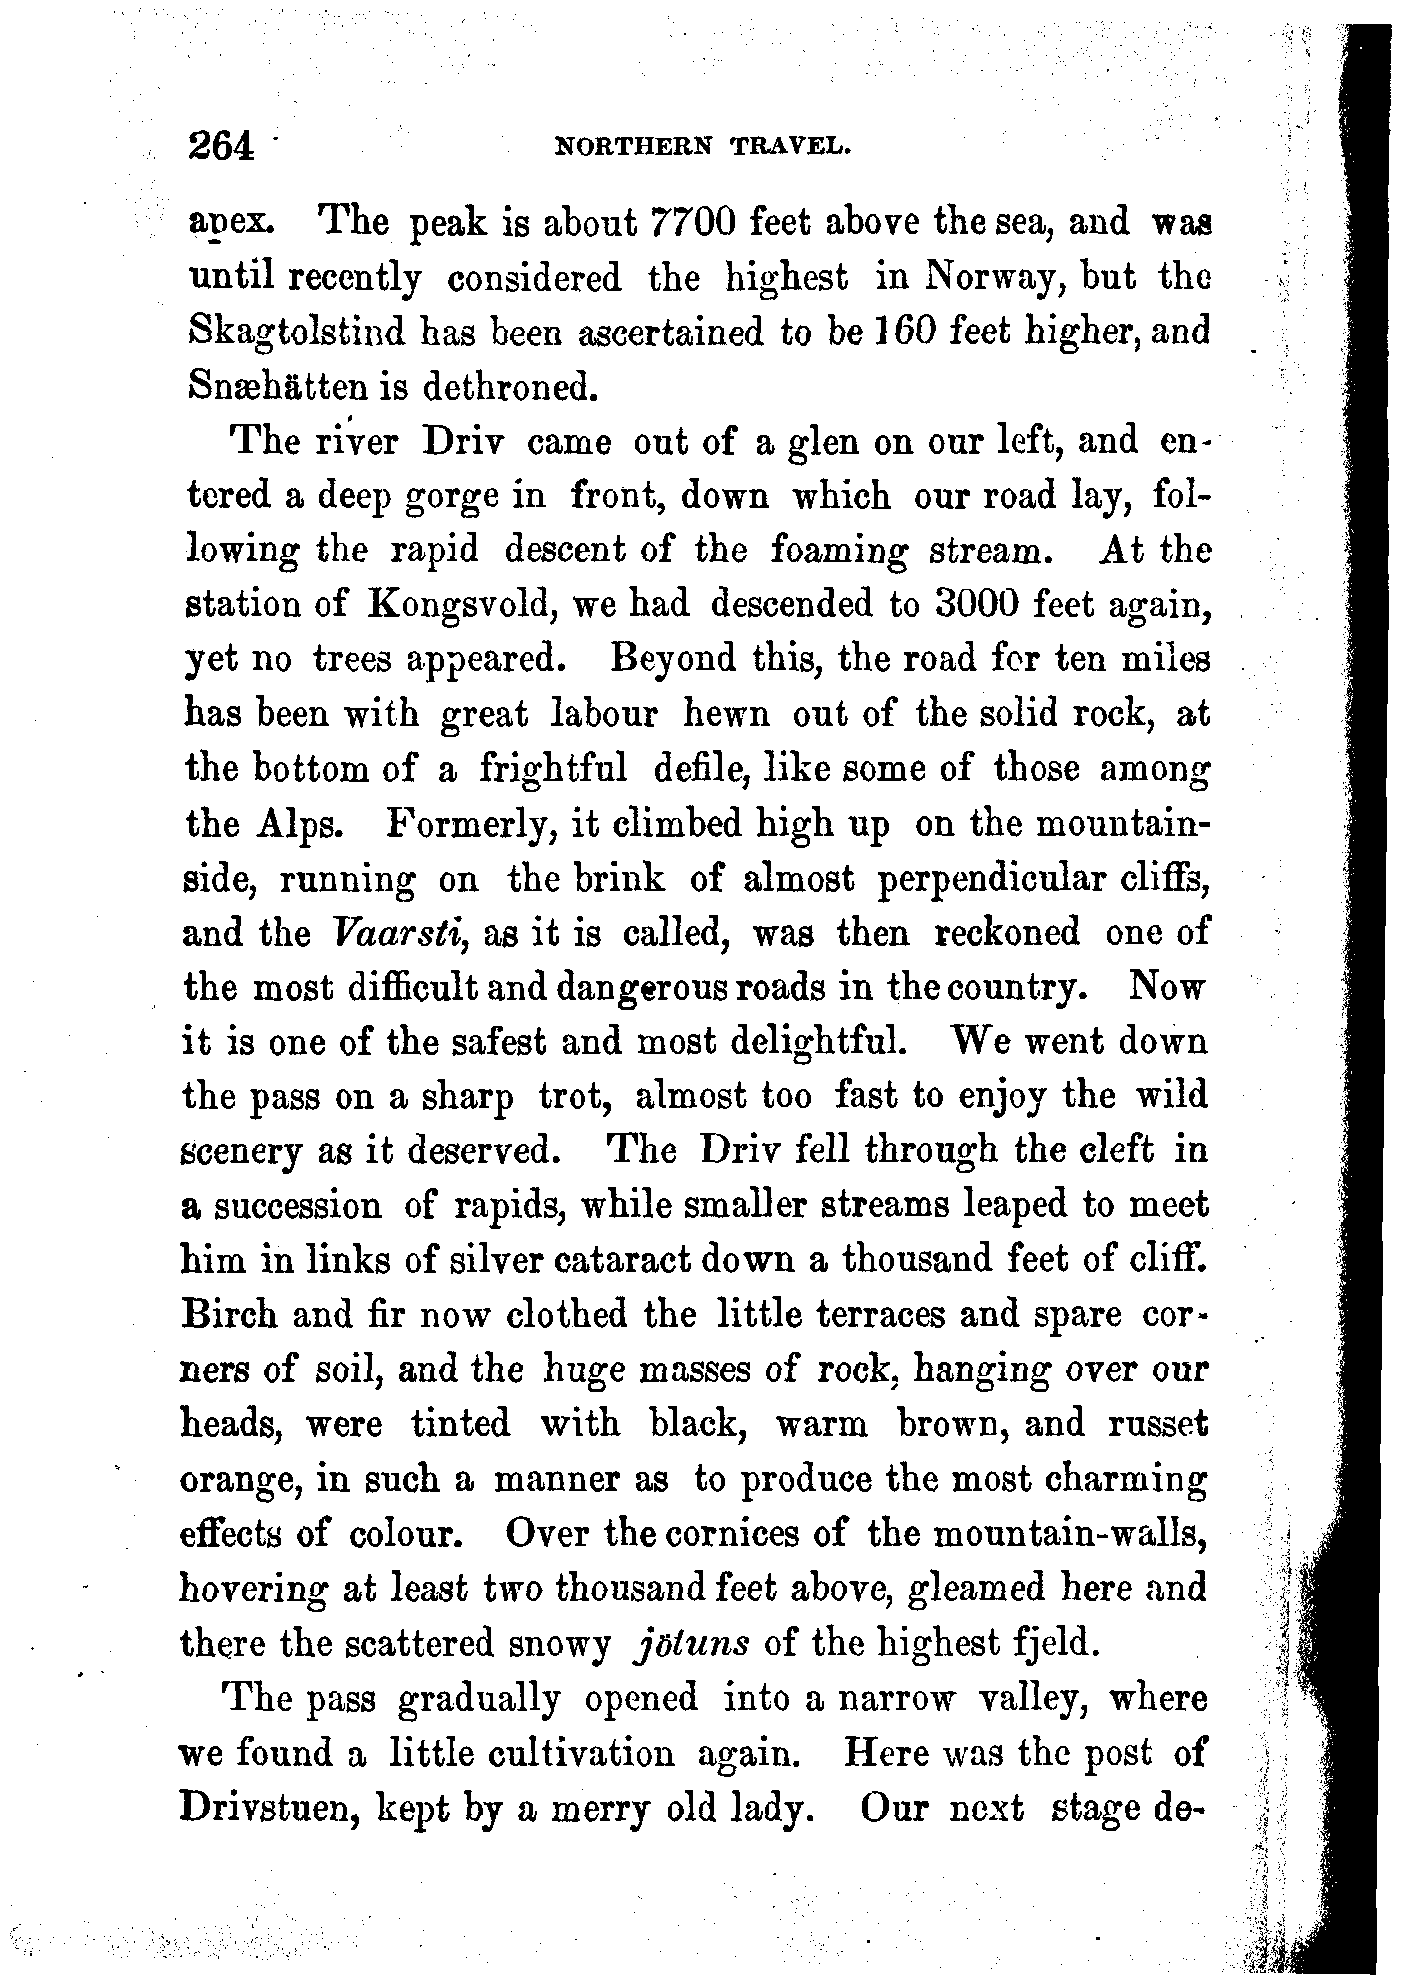 264 NORTHERN TRAVEL.
apex. The peak is about 7700 feet above the sea, and was
until recently considered the highest in Norway, but the
Skagtolstind has been ascertained to be 160 feet higher, and
Snæhätten is dethroned.
The river Driv came out of a glen on our left, and en-
tered a deep gorge in front, down which our road lay, fol-
lowing the rapid descent of the foaming stream. At the
station of Kongsvold, we had descended to 3000 feet again,
yet no trees appeared. Beyond this, the road for ten miles
has been with great labour hewn out of the solid rock, at
the bottom of a frightful defile, like some of those among
the Alps. Formerly, it climbed high up on the mountain-
side, running on the brink of almost perpendicular cliffs,
and the Vaarsti, as it is called, was then reckoned one of
the most difficult and dangerous roads in the country. Now
it is one of the safest and most delightful. We went down
the pass on a sharp trot, almost too fast to enjoy the wild
scenery as it deserved. The Driv fell through the cleft in
a succession of rapids, while smaller streams leaped to meet
him in links of silver cataract down a thousand feet of cliff.
Birch and fir now clothed the little terraces and spare cor-
ners of soil, and the huge masses of rock, hanging over our
heads, were tinted with black, warm brown, and russet
orange, in such a manner as to produce the most charming
effects of colour. Over the cornices of the mountain-walls,
hovering at least two thousand feet above, gleamed here and
there the scattered snowy jötuns of the highest fjeld.
The pass gradually opened into a narrow valley, where
we found a little cultivation again. Here was the post of
Drivstuen, kept by a merry old lady. Our next stage de-